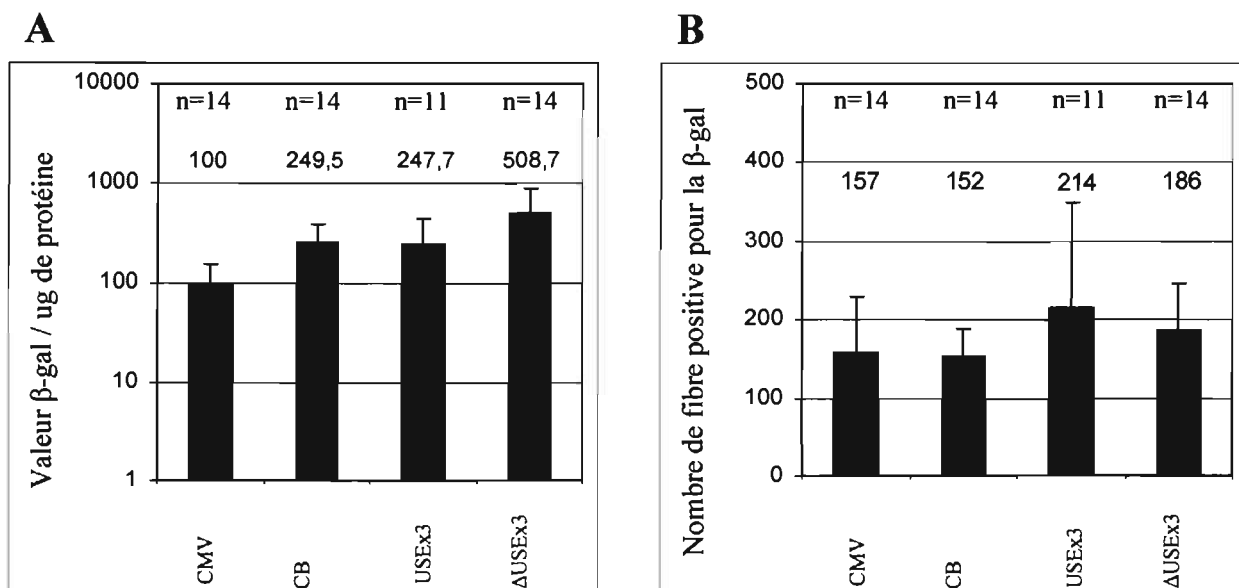 A
Valeur β-gal / ug de protéine
10000
1000
100
10
1
n=14 n=14 n=11 n=14
100 249,5 247,7 508,7
CMV CB USEx3 ΔUSEx3
B
Nombre de fibre positive pour la β-gal
500
400
300
200
100
0
n=14 n=14 n=11 n=14
157 152 214 186
CMV CB USEx3 ΔUSEx3